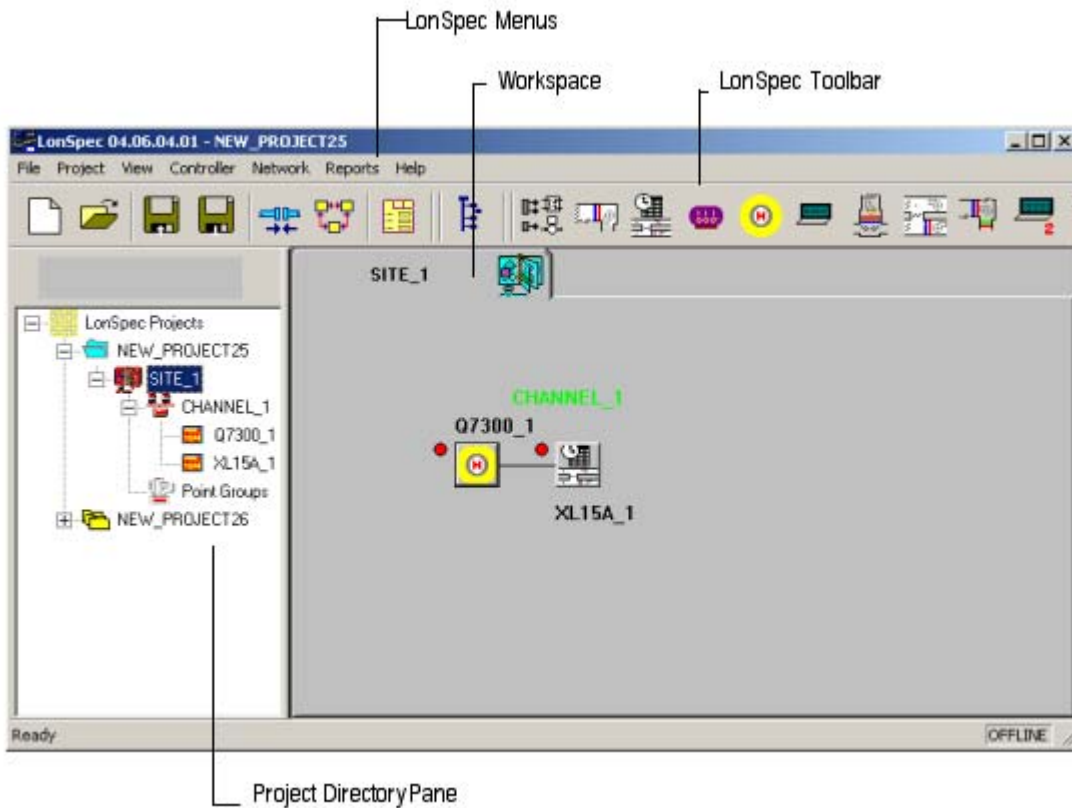 LonSpec Menus
Workspace
LonSpec Toolbar
LonSpec 04.06.04.01 - NEW_PROJECT25
File Project View Controller Network Reports Help
2
SITE_1
LonSpec Projects
NEW_PROJECT25
SITE_1
CHANNEL_1
Q7300_1
XL15A_1
Point Groups
NEW_PROJECT26
CHANNEL_1
Q7300_1
H
XL15A_1
Ready
OFFLINE
Project Directory Pane